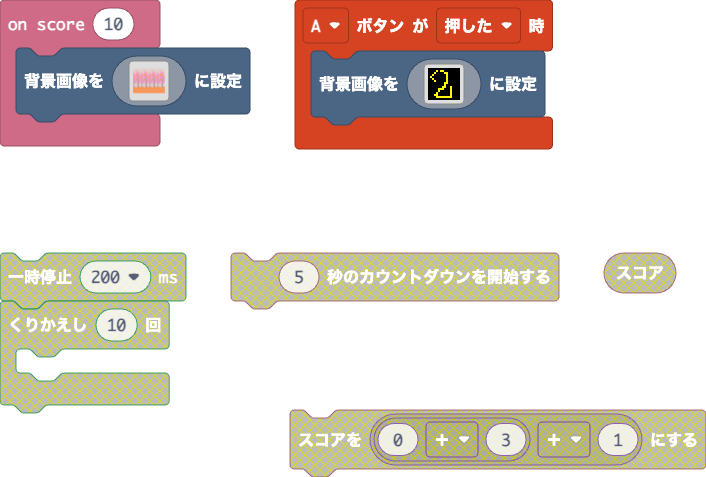 on score 10
背景画像を に設定
A ボタン が 押した 時
背景画像を 2 に設定
一時停止 200 ms
くりかえし 10 回
5 秒のカウントダウンを開始する
スコア
スコアを 0 + 3 + 1 にする